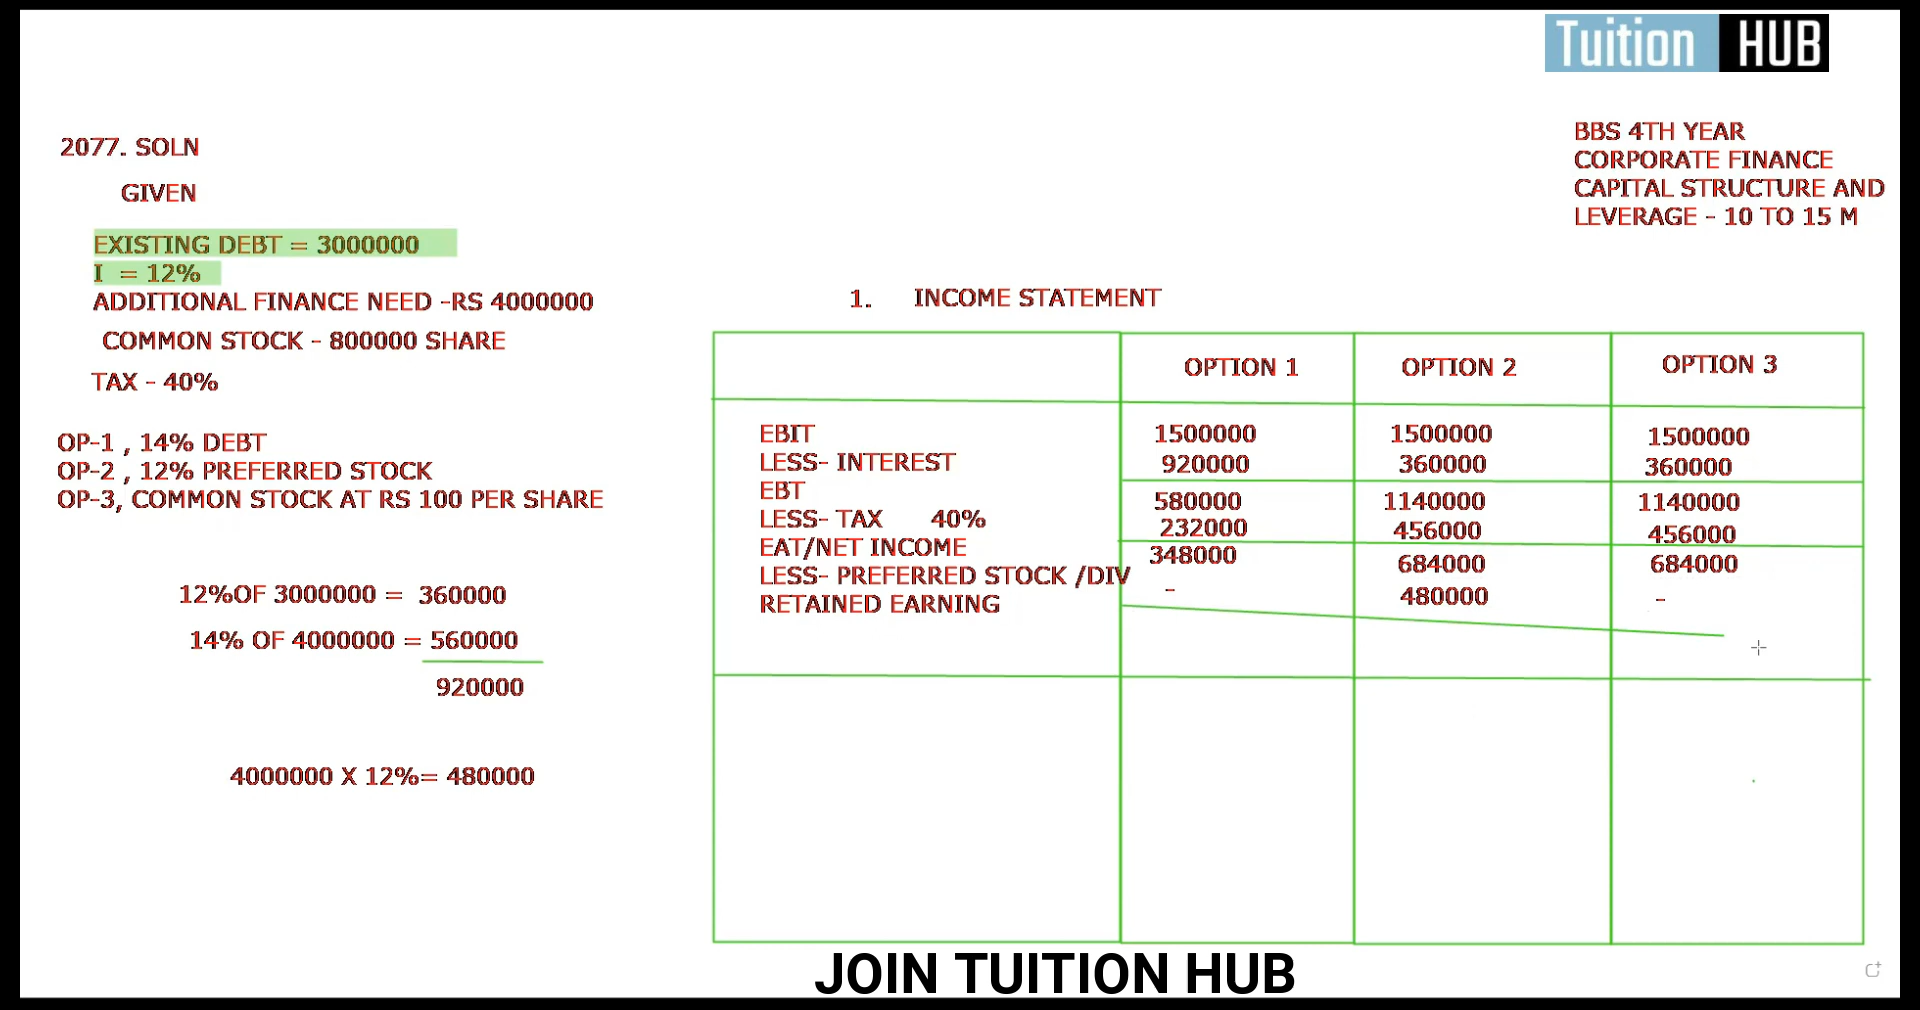 Tuition HUB
BBS 4TH YEAR
CORPORATE FINANCE
CAPITAL STRUCTURE AND
LEVERAGE - 10 TO 15 M
2077. SOLN
GIVEN
EXISTING DEBT = 3000000
I = 12%
ADDITIONAL FINANCE NEED -RS 4000000
COMMON STOCK - 800000 SHARE
TAX - 40%
OP-1 , 14% DEBT
OP-2 , 12% PREFERRED STOCK
OP-3, COMMON STOCK AT RS 100 PER SHARE
12%OF 3000000 = 360000
14% OF 4000000 = 560000
920000
4000000 X 12%= 480000
1. INCOME STATEMENT
OPTION 1 OPTION 2 OPTION 3
EBIT 1500000 1500000 1500000
LESS- INTEREST 920000 360000 360000
EBT 580000 1140000 1140000
LESS- TAX 40% 232000 456000 456000
EAT/NET INCOME 348000 684000 684000
LESS- PREFERRED STOCK /DIV - 480000 -
RETAINED EARNING
JOIN TUITION HUB